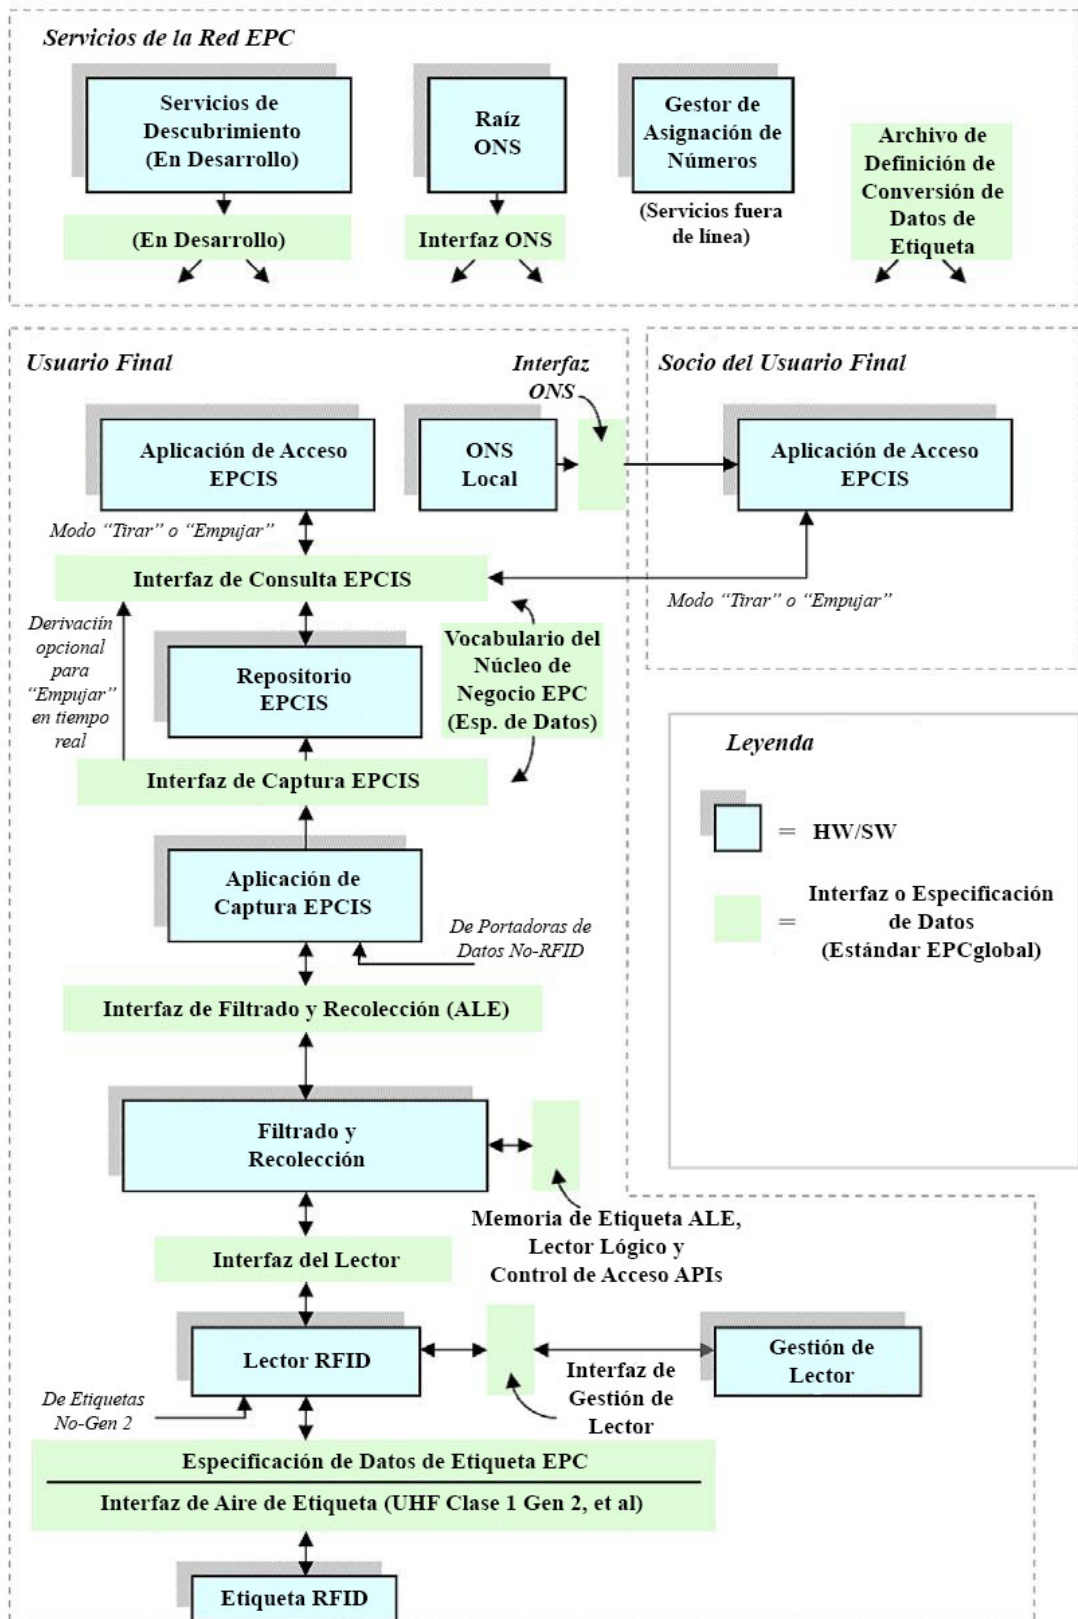 Servicios de la Red EPC
Servicios de
Descubrimiento
(En Desarrollo)
Raíz
ONS
Gestor de
Asignación de
Números
(Servicios fuera
de línea)
Archivo de
Definición de
Conversión de
Datos de
Etiqueta
(En Desarrollo)
Interfaz ONS
Usuario Final
Interfaz
ONS
Socio del Usuario Final
Aplicación de Acceso
EPCIS
ONS
Local
Aplicación de Acceso
EPCIS
Modo “Tirar” o “Empujar”
Interfaz de Consulta EPCIS
Modo “Tirar” o “Empujar”
Derivaciín
opcional
para
“Empujar”
en tiempo
real
Repositorio
EPCIS
Vocabulario del
Núcleo de
Negocio EPC
(Esp. de Datos)
Interfaz de Captura EPCIS
Leyenda
= HW/SW
= Interfaz o Especificación
de Datos
(Estándar EPCglobal)
Aplicación de
Captura EPCIS
De Portadoras de
Datos No-RFID
Interfaz de Filtrado y Recolección (ALE)
Filtrado y
Recolección
Memoria de Etiqueta ALE,
Lector Lógico y
Control de Acceso APIs
Interfaz del Lector
Lector RFID
Interfaz de
Gestión de
Lector
Gestión de
Lector
De Etiquetas
No-Gen 2
Especificación de Datos de Etiqueta EPC
Interfaz de Aire de Etiqueta (UHF Clase 1 Gen 2, et al)
Etiqueta RFID